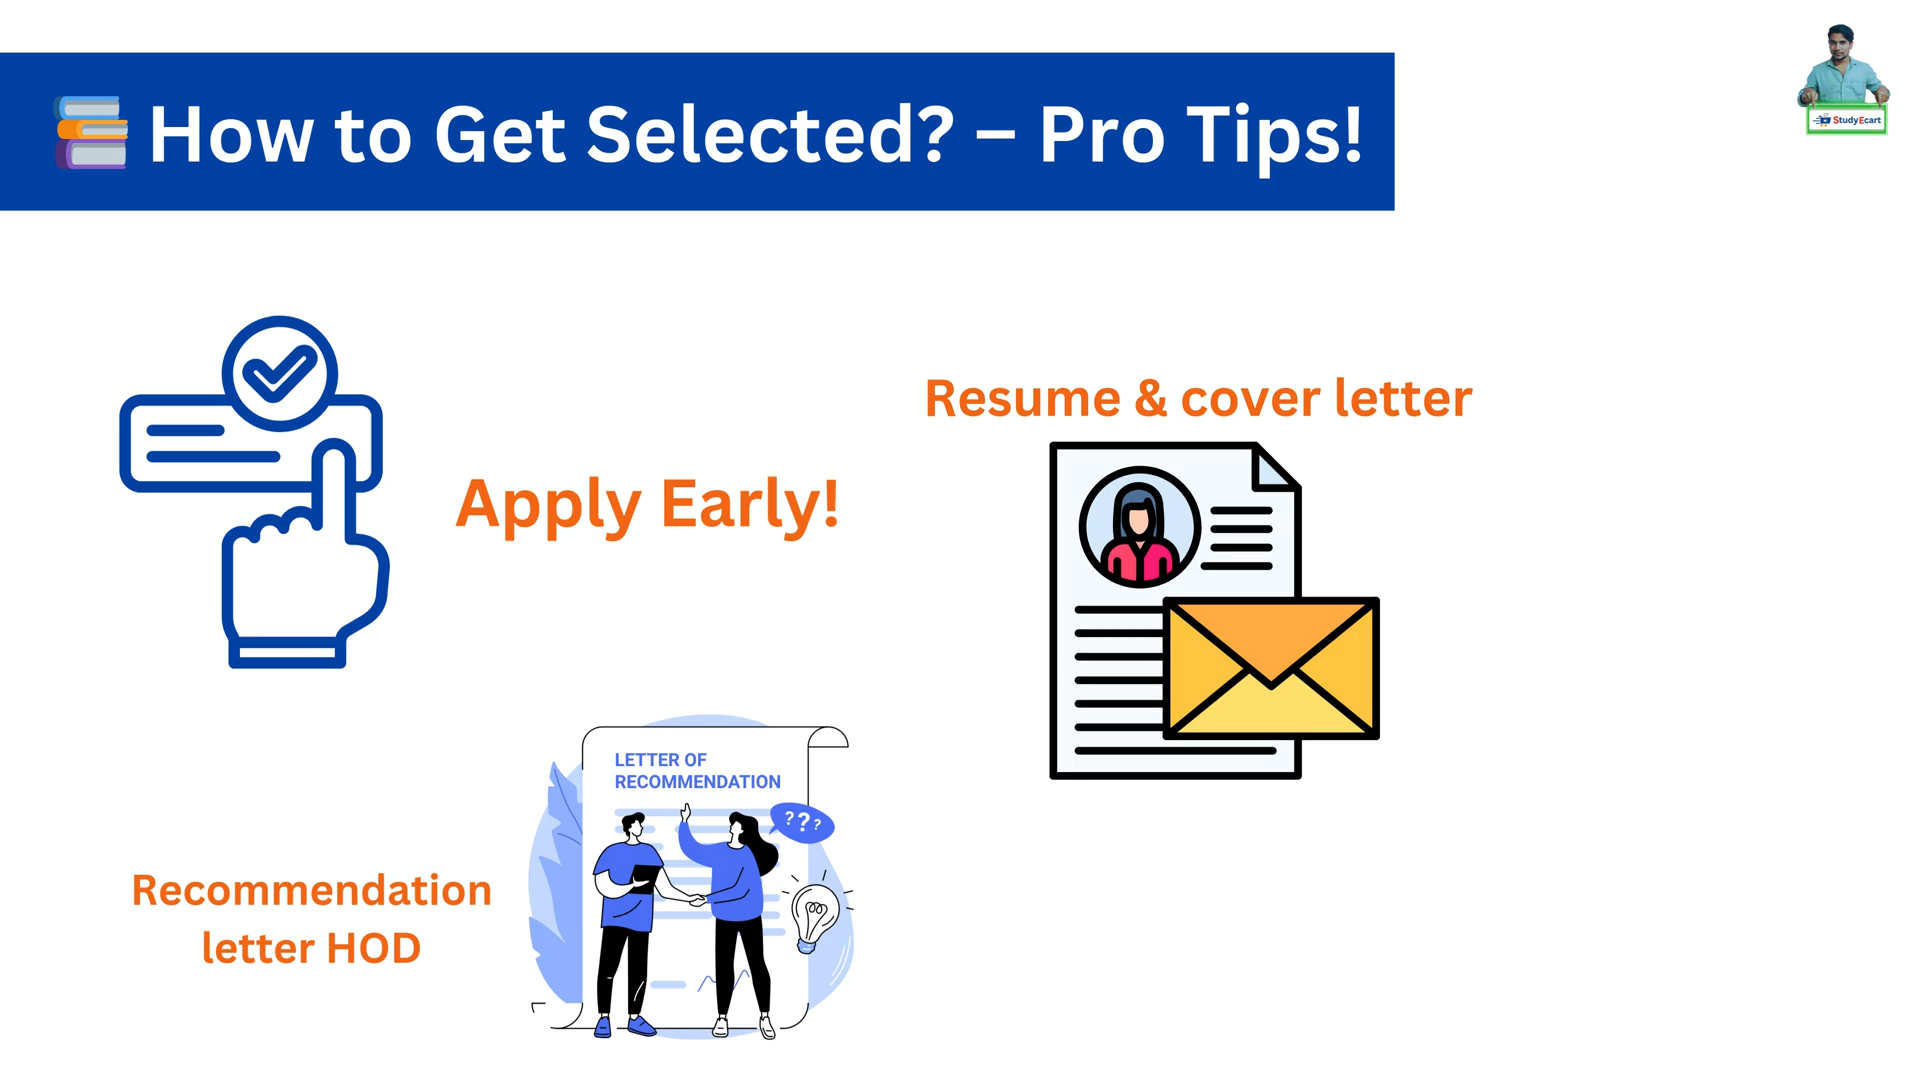 How to Get Selected? – Pro Tips!
StudyEcart
Resume & cover letter
Apply Early!
LETTER OF
RECOMMENDATION
???
Recommendation
letter HOD